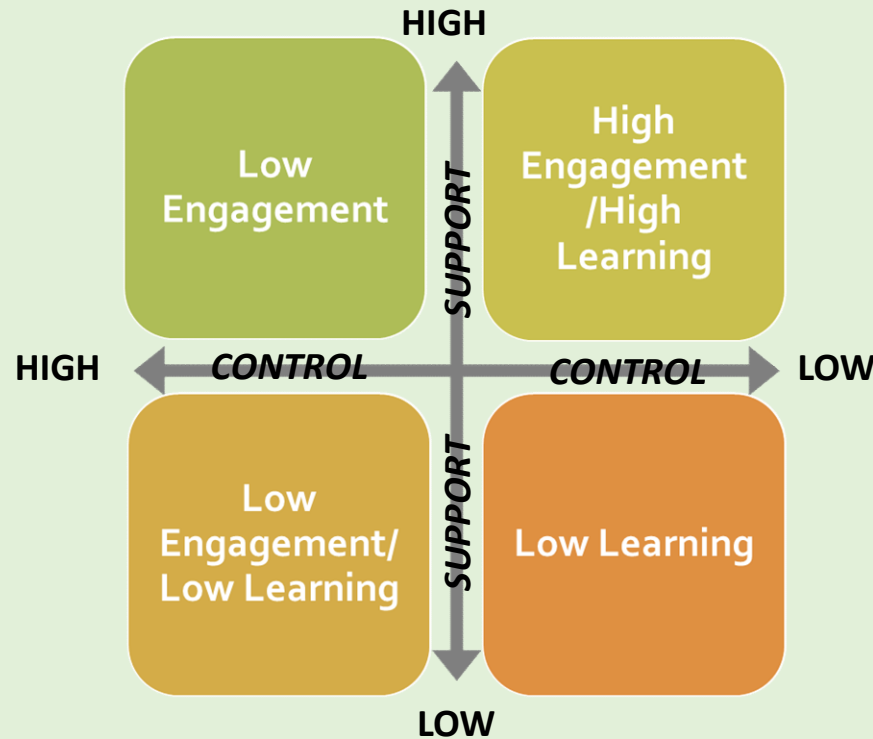 HIGH
Low
Engagement
SUPPORT
High
Engagement
/High
Learning
HIGH
CONTROL
CONTROL
LOW
Low
Engagement/
Low Learning
SUPPORT
Low Learning
LOW